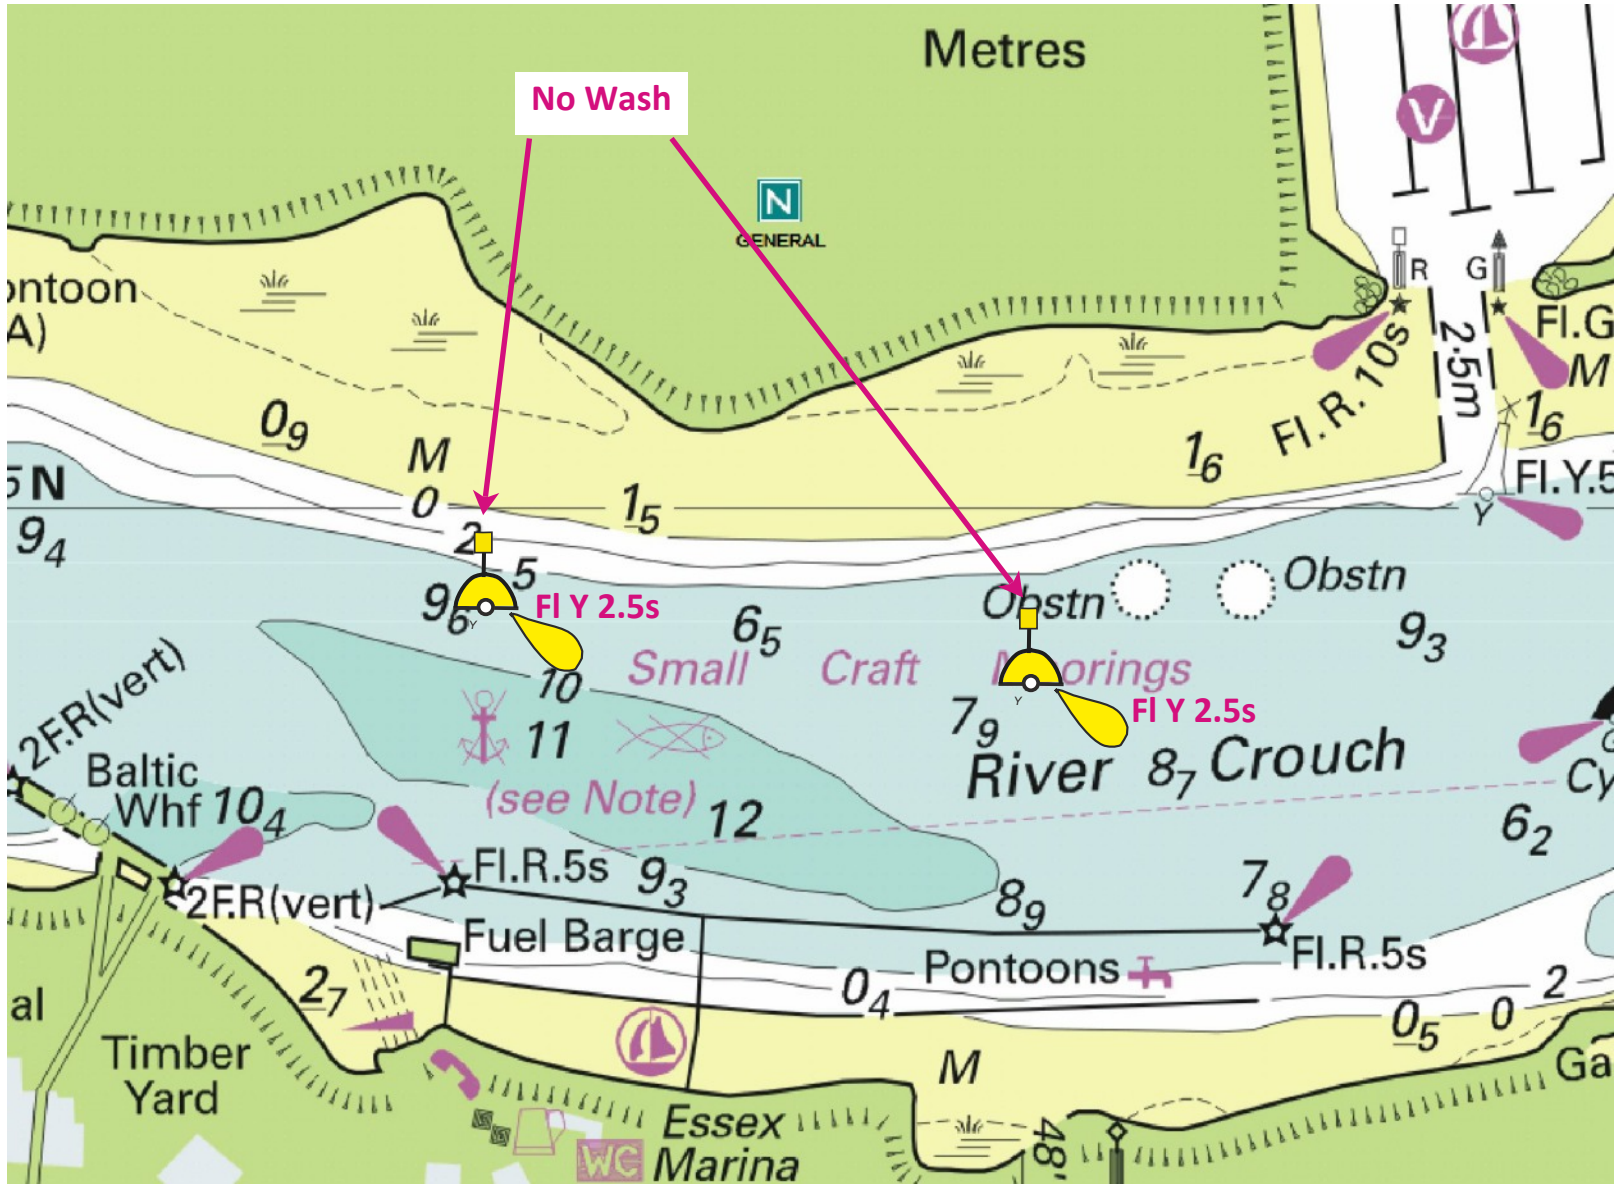 Metres
No Wash
V
N
GENERAL
R G
ontoon
A)
Fl.R.10s
2.5m
Fl.G
M
0₉
M
1₆
1₆
5 N
0
1₅
Fl.Y.5
Y
9₄
2
5
9₆
Y
Fl Y 2.5s
6₅
Obstn
Obstn
9₃
Small Craft Moorings
10
11
(see Note)
12
7₉
Y
Fl Y 2.5s
River 8₇ Crouch
2F.R(vert)
Baltic
Whf
10₄
Cy
6₂
Fl.R.5s
9₃
8₉
7₈
2F.R(vert)
Fuel Barge
Pontoons
Fl.R.5s
2₇
0₄
0₅
0
2
al
Timber
Yard
M
Ga
Essex
Marina
WC
48'